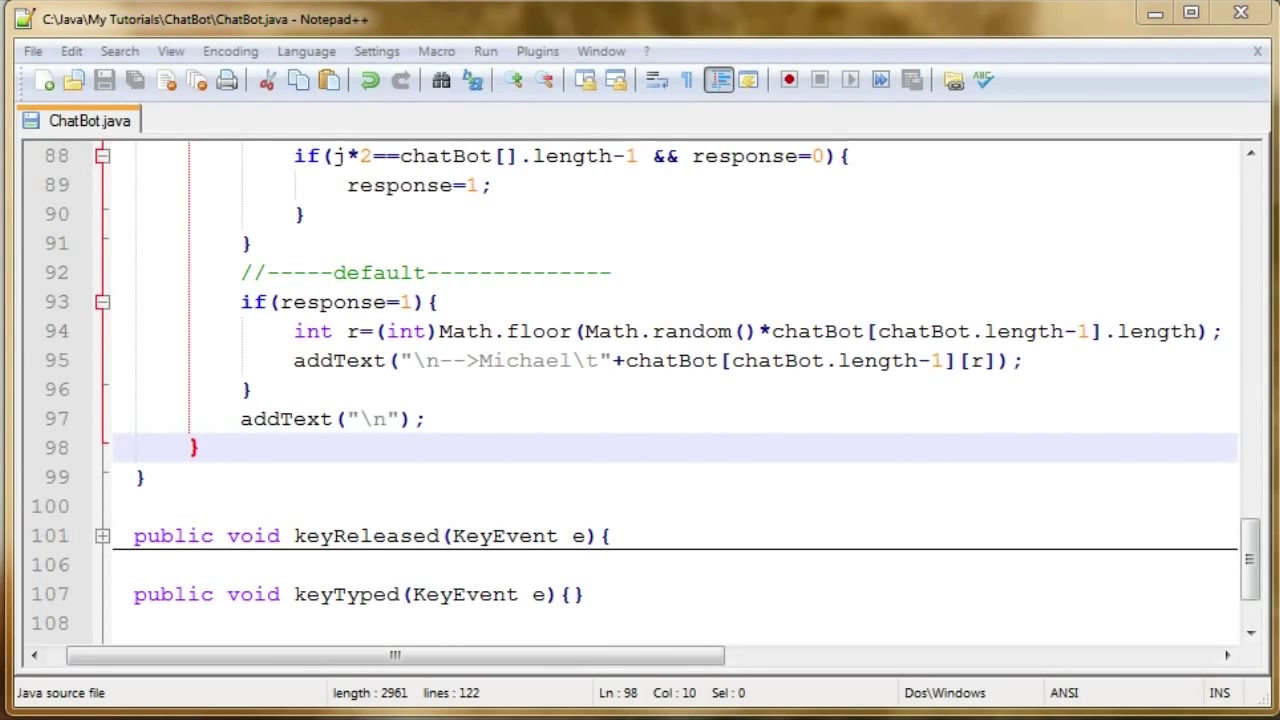 C:\Java\My Tutorials\ChatBot\ChatBot.java - Notepad++
File Edit Search View Encoding Language Settings Macro Run Plugins Window ? X
ABC
ChatBot.java
88 if(j*2==chatBot[].length-1 && response=0){
89 response=1;
90 }
91 }
92 //-----default--------------
93 if(response=1){
94 int r=(int)Math.floor(Math.random()*chatBot[chatBot.length-1].length);
95 addText("\n-->Michael\t"+chatBot[chatBot.length-1][r]);
96 }
97 addText("\n");
98 }
99 }
100
101 public void keyReleased(KeyEvent e){
106
107 public void keyTyped(KeyEvent e){}
108
Java source file length : 2961 lines : 122 Ln : 98 Col : 10 Sel : 0 Dos\Windows ANSI INS